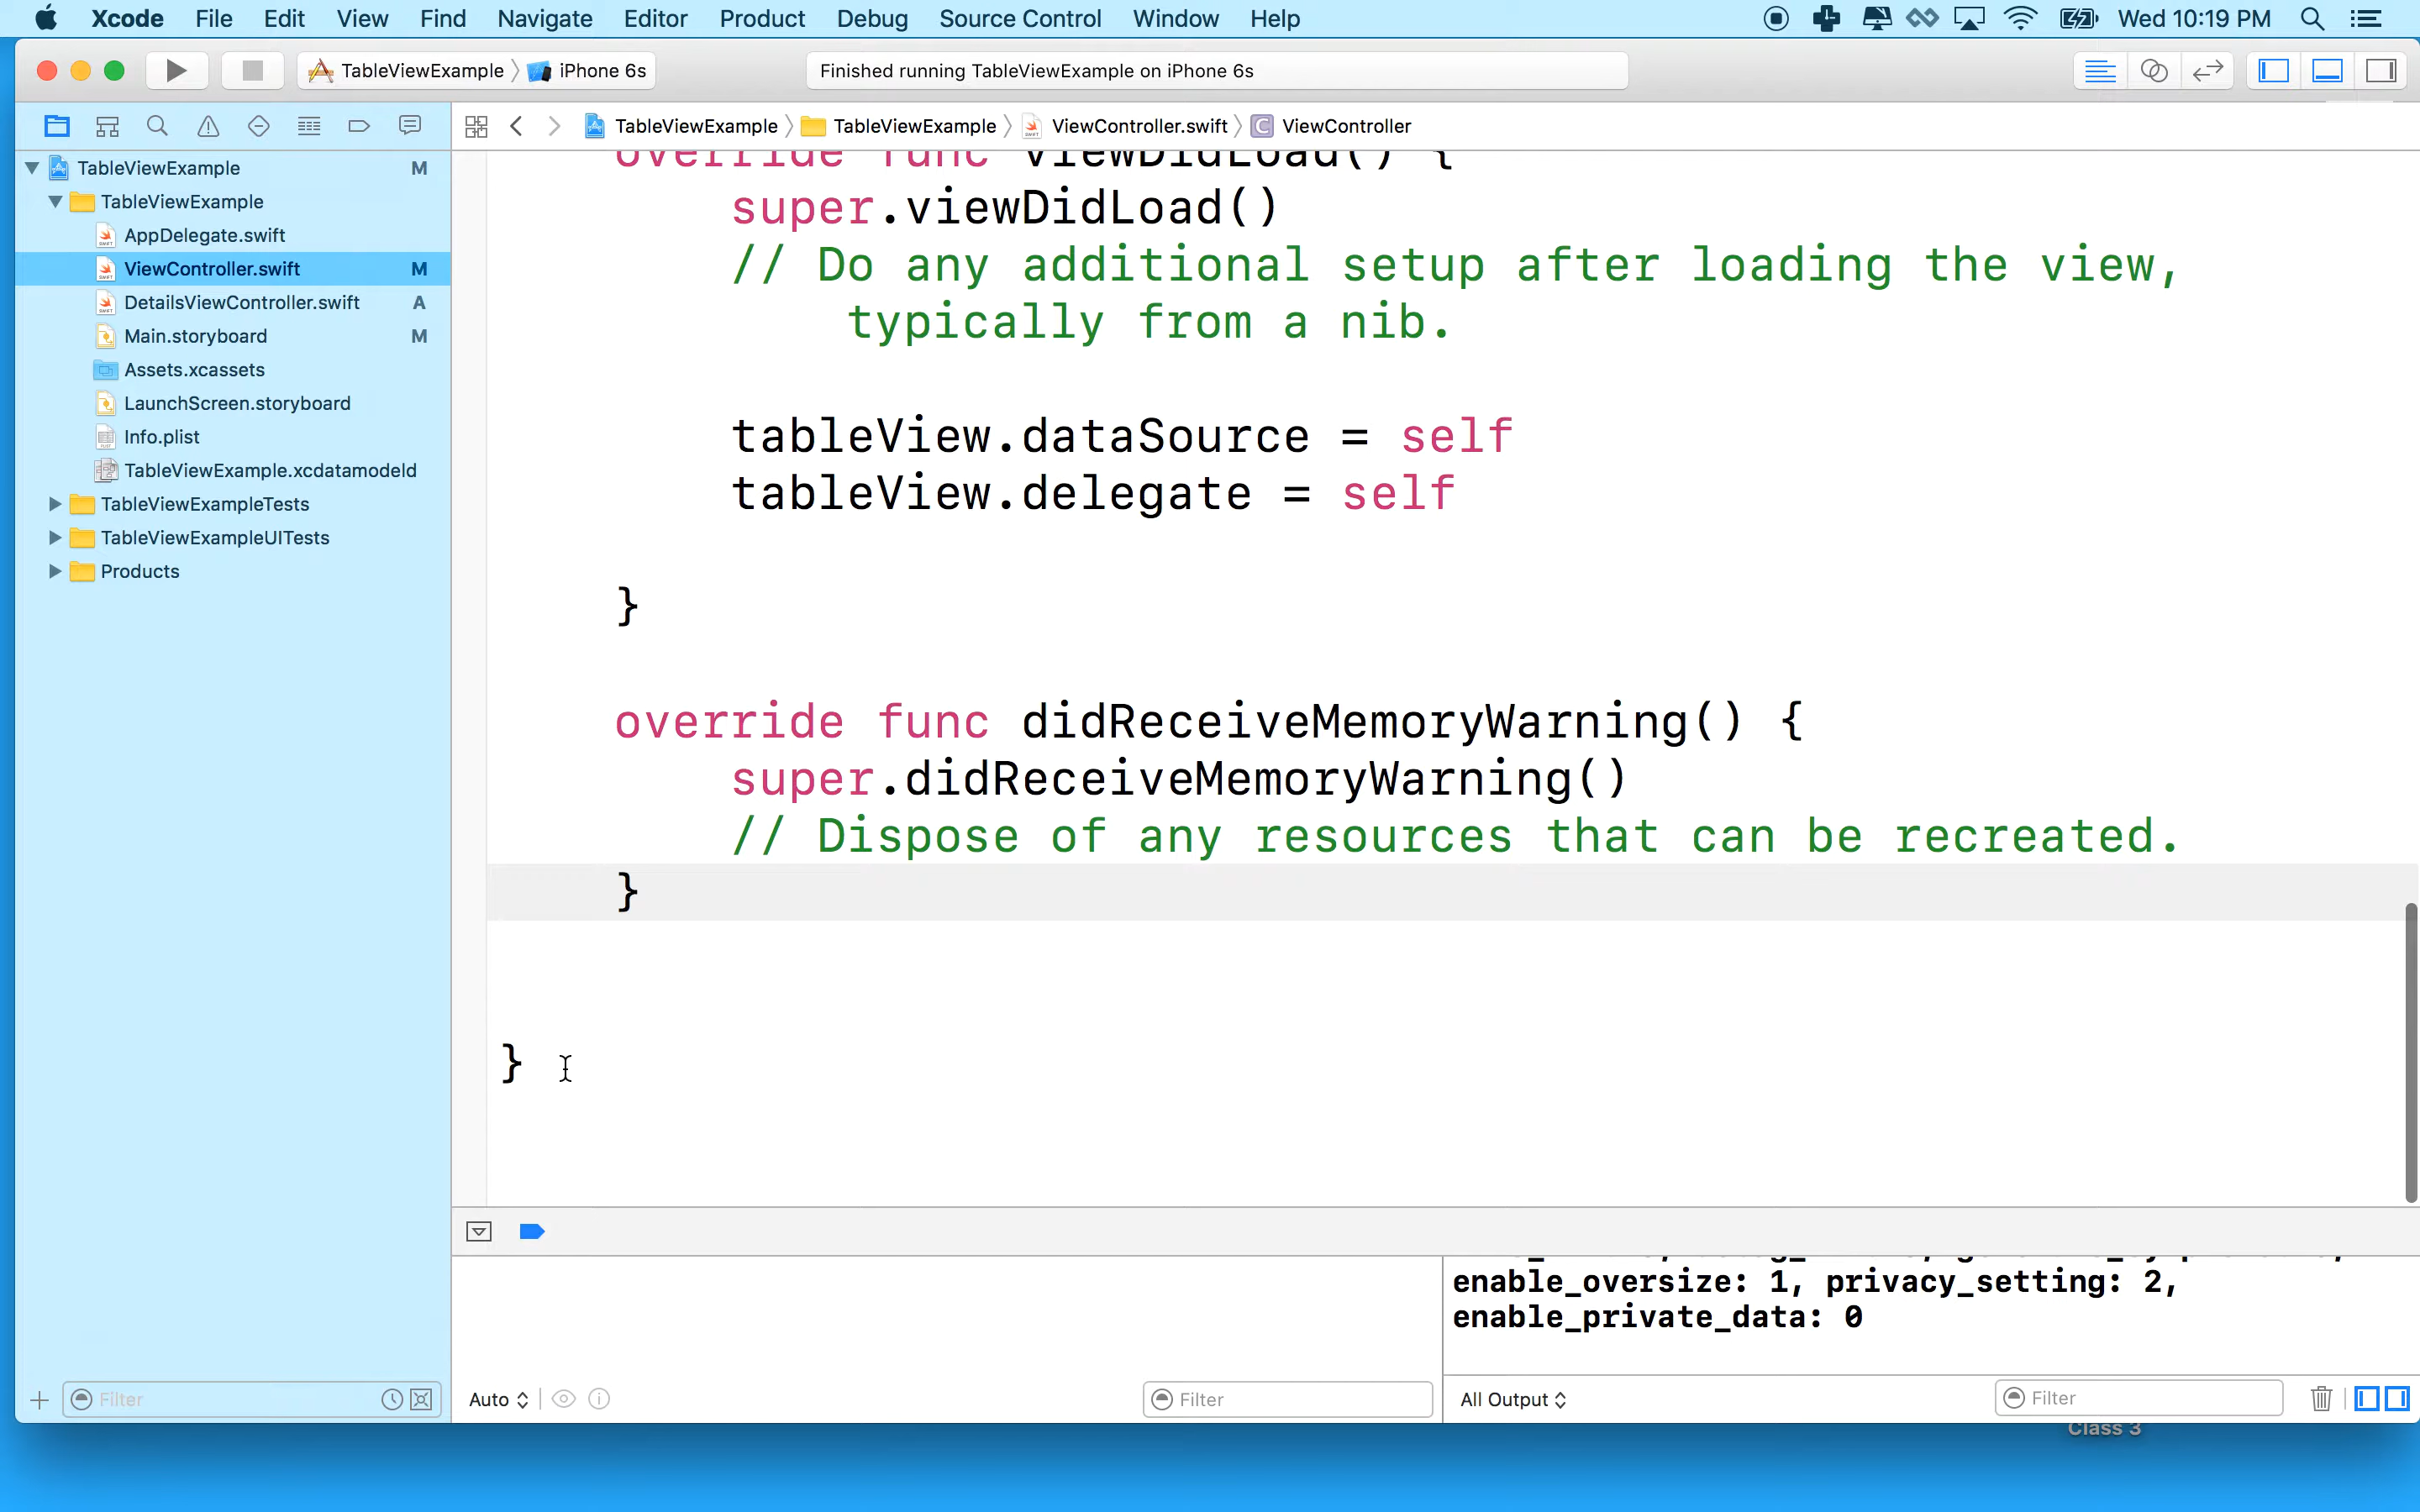 Xcode File Edit View Find Navigate Editor Product Debug Source Control Window Help Wed 10:19 PM
TableViewExample iPhone 6s Finished running TableViewExample on iPhone 6s
TableViewExample TableViewExample ViewController.swift C ViewController
TableViewExample M
TableViewExample
AppDelegate.swift
ViewController.swift M
DetailsViewController.swift A
Main.storyboard M
Assets.xcassets
LaunchScreen.storyboard
Info.plist
TableViewExample.xcdatamodeld
TableViewExampleTests
TableViewExampleUITests
Products
override func viewDidLoad() {
super.viewDidLoad()
// Do any additional setup after loading the view,
typically from a nib.
tableView.dataSource = self
tableView.delegate = self
}
override func didReceiveMemoryWarning() {
super.didReceiveMemoryWarning()
// Dispose of any resources that can be recreated.
}
}
enable_oversize: 1, privacy_setting: 2,
enable_private_data: 0
Filter
Auto
Filter
All Output
Filter
Class 3